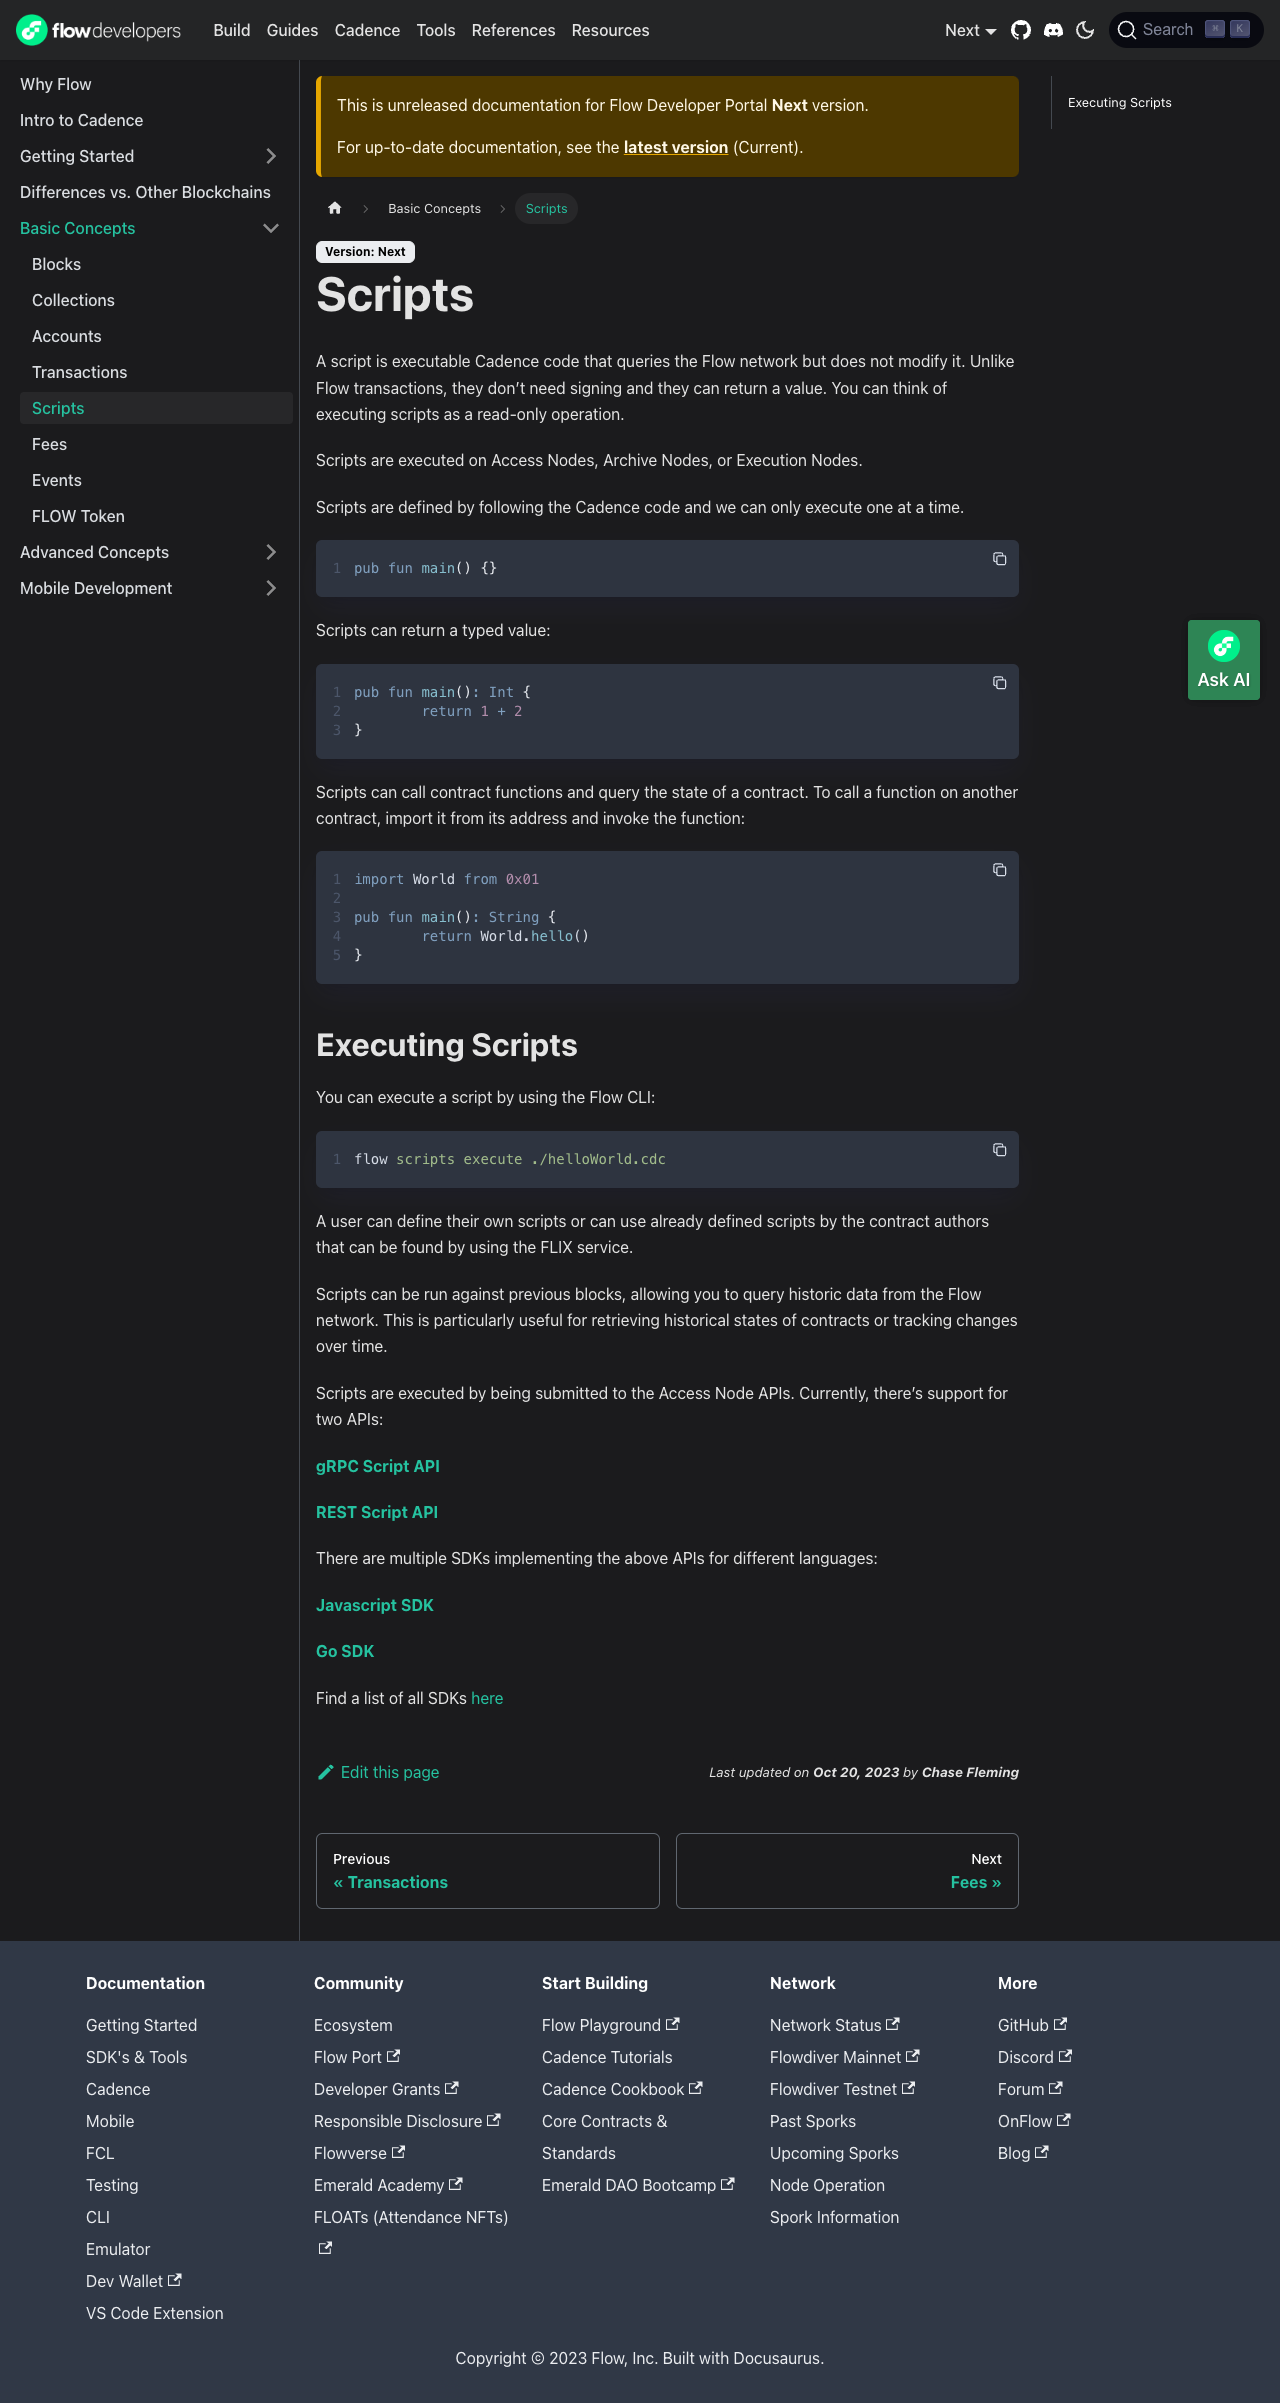 flowdevelopers Build Guides Cadence Tools References Resources Next Search ⌘ K
Why Flow
Intro to Cadence
Getting Started
Differences vs. Other Blockchains
Basic Concepts
Blocks
Collections
Accounts
Transactions
Scripts
Fees
Events
FLOW Token
Advanced Concepts
Mobile Development
This is unreleased documentation for Flow Developer Portal Next version.
For up-to-date documentation, see the latest version (Current).
Basic Concepts
Scripts
Version: Next
Scripts
A script is executable Cadence code that queries the Flow network but does not modify it. Unlike
Flow transactions, they don’t need signing and they can return a value. You can think of
executing scripts as a read-only operation.
Scripts are executed on Access Nodes, Archive Nodes, or Execution Nodes.
Scripts are defined by following the Cadence code and we can only execute one at a time.
1 pub fun main() {}
Scripts can return a typed value:
1 pub fun main(): Int {
2 return 1 + 2
3 }
Scripts can call contract functions and query the state of a contract. To call a function on another
contract, import it from its address and invoke the function:
1 import World from 0x01
2
3 pub fun main(): String {
4 return World.hello()
5 }
Executing Scripts
You can execute a script by using the Flow CLI:
1 flow scripts execute ./helloWorld.cdc
A user can define their own scripts or can use already defined scripts by the contract authors
that can be found by using the FLIX service.
Scripts can be run against previous blocks, allowing you to query historic data from the Flow
network. This is particularly useful for retrieving historical states of contracts or tracking changes
over time.
Scripts are executed by being submitted to the Access Node APIs. Currently, there’s support for
two APIs:
gRPC Script API
REST Script API
There are multiple SDKs implementing the above APIs for different languages:
Javascript SDK
Go SDK
Find a list of all SDKs here
Edit this page
Last updated on Oct 20, 2023 by Chase Fleming
Previous
« Transactions
Next
Fees »
Executing Scripts
Ask AI
Documentation
Getting Started
SDK's & Tools
Cadence
Mobile
FCL
Testing
CLI
Emulator
Dev Wallet
VS Code Extension
Community
Ecosystem
Flow Port
Developer Grants
Responsible Disclosure
Flowverse
Emerald Academy
FLOATs (Attendance NFTs)
Start Building
Flow Playground
Cadence Tutorials
Cadence Cookbook
Core Contracts &
Standards
Emerald DAO Bootcamp
Network
Network Status
Flowdiver Mainnet
Flowdiver Testnet
Past Sporks
Upcoming Sporks
Node Operation
Spork Information
More
GitHub
Discord
Forum
OnFlow
Blog
Copyright © 2023 Flow, Inc. Built with Docusaurus.